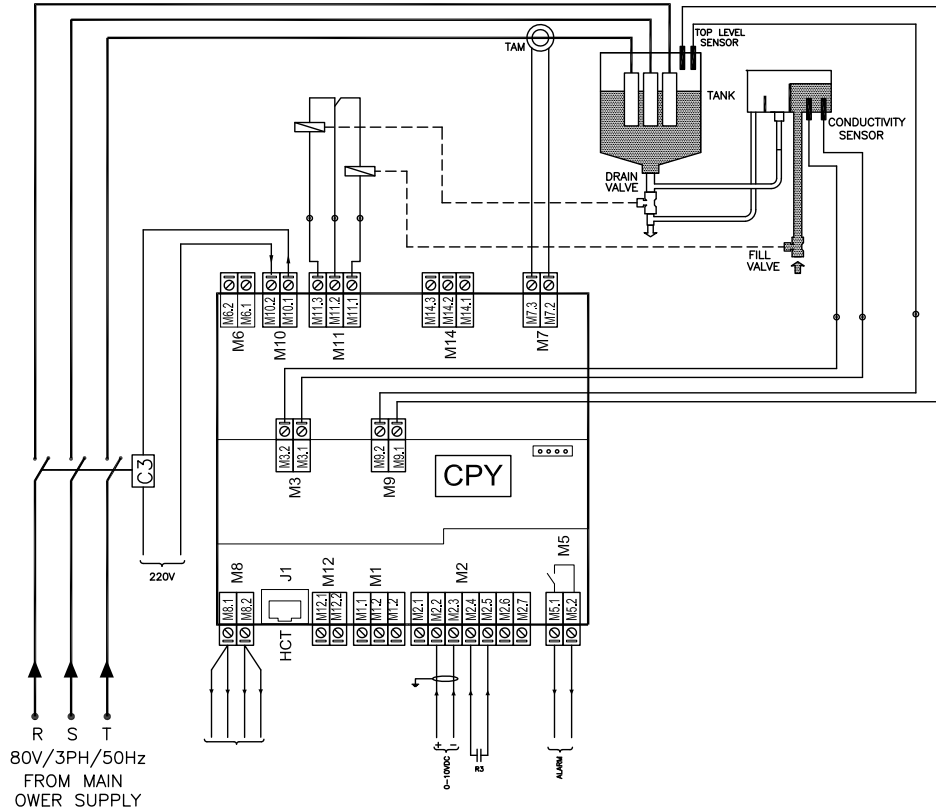 TOP LEVEL
SENSOR
TAM
TANK
CONDUCTIVITY
SENSOR
DRAIN
VALVE
FILL
VALVE
M6.2
M6.1
M10.2
M10.1
M11.3
M11.2
M11.1
M14.3
M14.2
M14.1
M7.3
M7.2
M6
M10
M11
M14
M7
M3.2
M3.1
M9.2
M9.1
M3
M9
CPY
C3
220V
M8
J1
M12
M1
M2
M5
M8.1
M8.2
M12.1
M12.2
M1.1
M1.2
M1.2
M2.1
M2.2
M2.3
M2.4
M2.5
M2.6
M2.7
M5.1
M5.2
HCT
+ -
0-10VDC
R3
ALARM
R S T
80V/3PH/50Hz
FROM MAIN
OWER SUPPLY